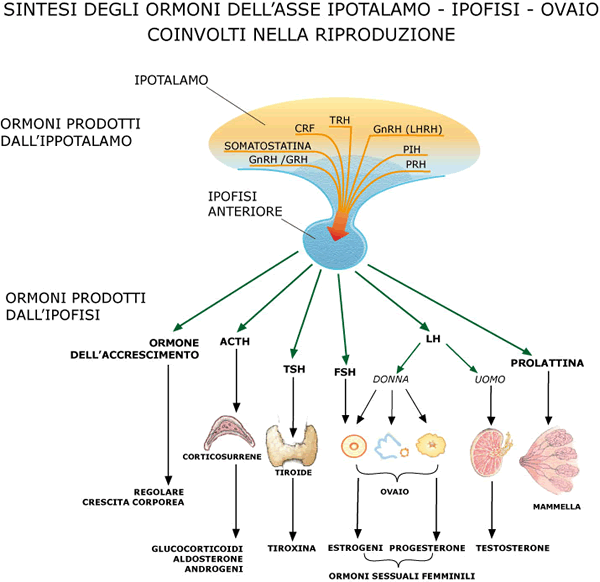 SINTESI DEGLI ORMONI DELL'ASSE IPOTALAMO - IPOFISI - OVAIO
COINVOLTI NELLA RIPRODUZIONE
IPOTALAMO
ORMONI PRODOTTI
DALL'IPPOTALAMO
TRH
CRF
GnRH (LHRH)
SOMATOSTATINA
PIH
GnRH /GRH
PRH
IPOFISI
ANTERIORE
ORMONI PRODOTTI
DALL'IPOFISI
ORMONE
DELL'ACCRESCIMENTO
ACTH
TSH
FSH
LH
PROLATTINA
DONNA
UOMO
CORTICOSURRENE
TIROIDE
OVAIO
MAMMELLA
REGOLARE
CRESCITA CORPOREA
GLUCOCORTICOIDI
ALDOSTERONE
ANDROGENI
TIROXINA
ESTROGENI
PROGESTERONE
TESTOSTERONE
ORMONI SESSUALI FEMMINILI